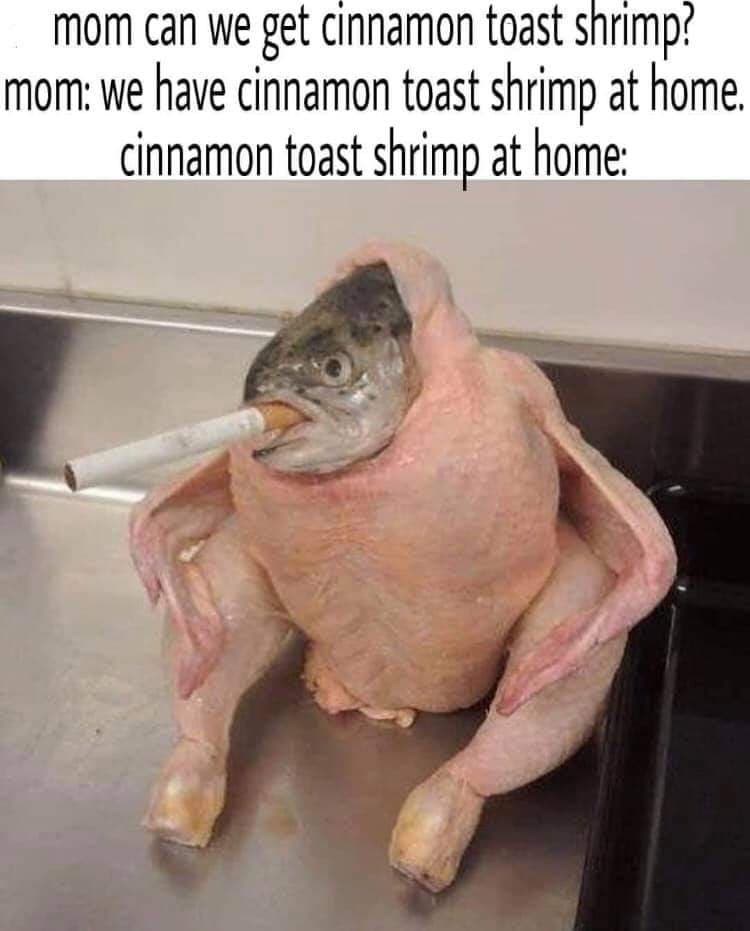 mom can we get cinnamon toast shrimp?
mom: we have cinnamon toast shrimp at home.
cinnamon toast shrimp at home: